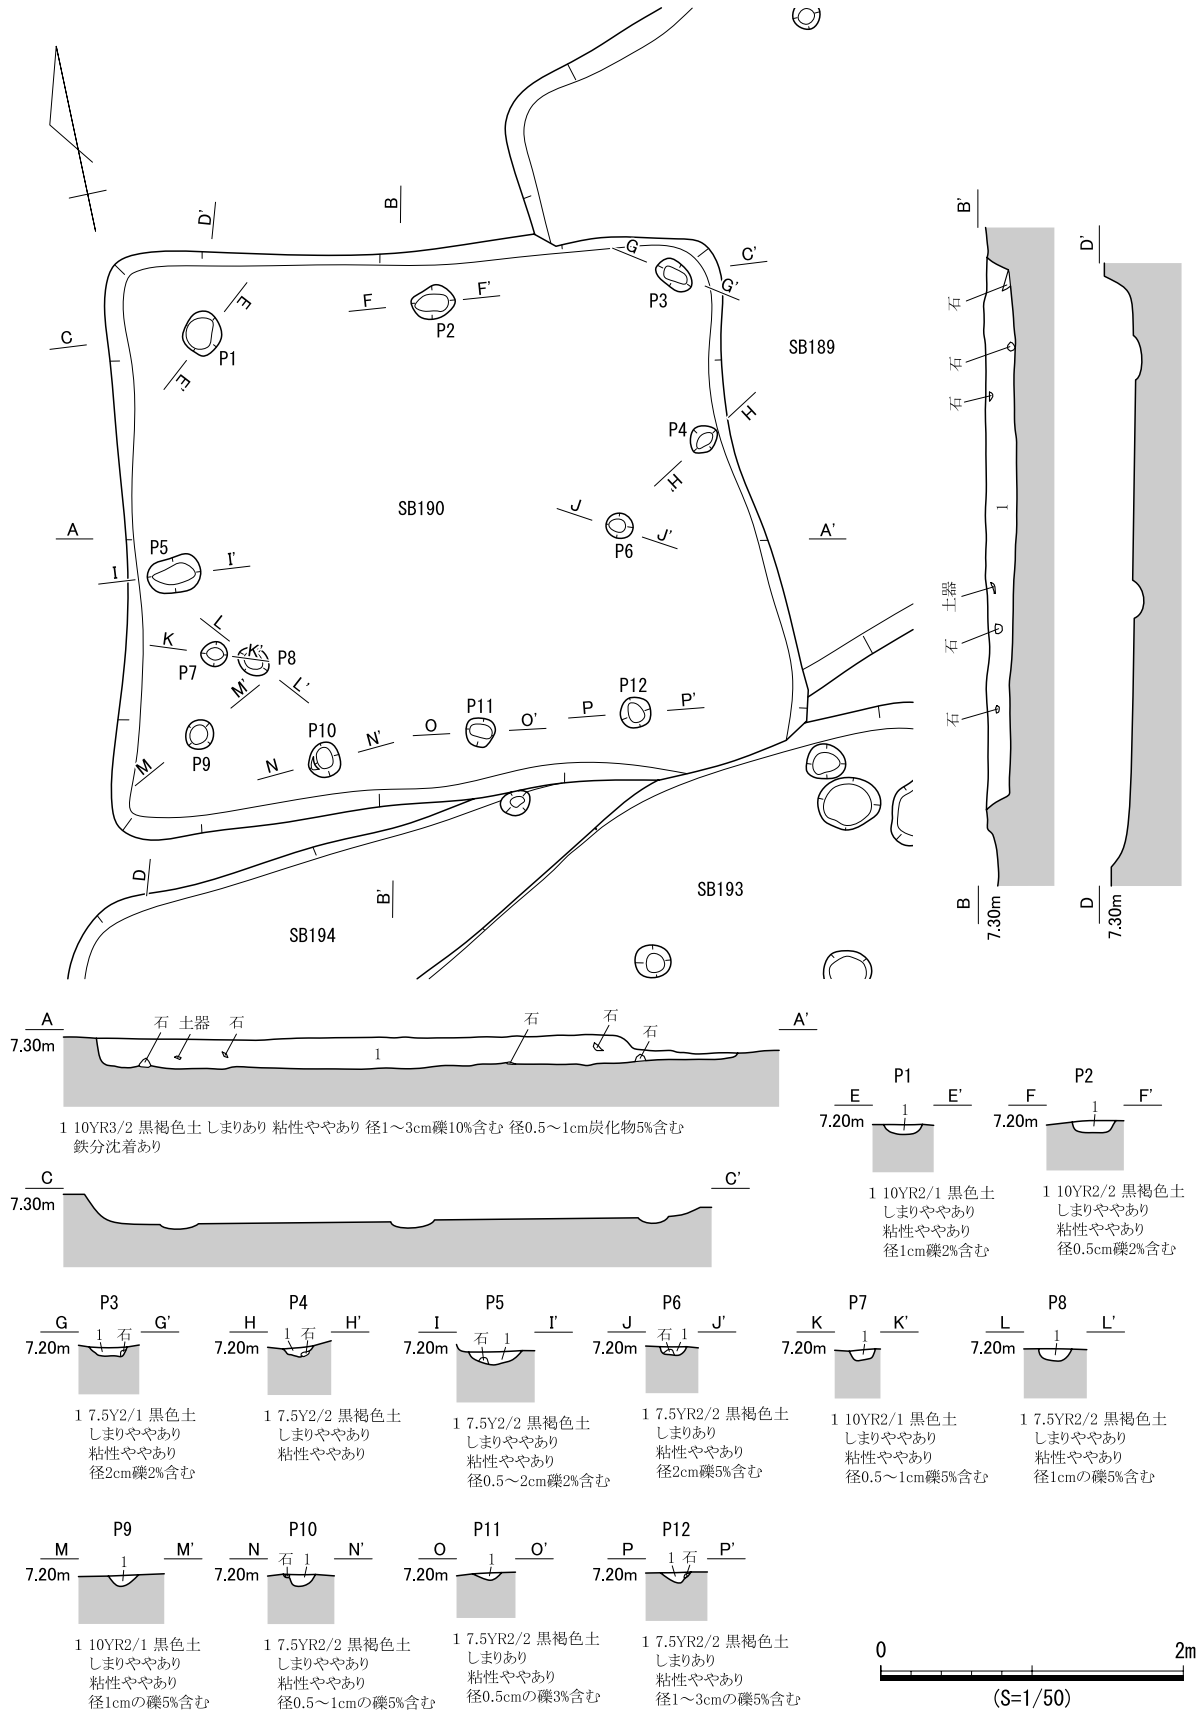 B
D'
G
C'
E
F
F'
G'
P3
P2
P1
C
E'
SB189
H
P4
H'
SB190
J
J'
P6
A
A'
P5
I
I'
L
K
K'
P7
P8
M'
L'
P12
P
P'
P11
O
O'
P10
N
N'
P9
M
D
B'
SB193
SB194
B'
D'
石
石
石
1
土器
石
石
B
7.30m
D
7.30m
A
A'
7.30m
石 土器 石
石
石
石
1
1 10YR3/2 黒褐色土 しまりあり 粘性ややあり 径1～3cm礫10%含む 径0.5～1cm炭化物5%含む
鉄分沈着あり
C
C'
7.30m
P1
E E'
7.20m
1
1 10YR2/1 黒色土
しまりややあり
粘性ややあり
径1cm礫2%含む
P2
F F'
7.20m
1
1 10YR2/2 黒褐色土
しまりややあり
粘性ややあり
径0.5cm礫2%含む
P3
G G'
7.20m
1 石
1 7.5Y2/1 黒色土
しまりややあり
粘性ややあり
径2cm礫2%含む
P4
H H'
7.20m
1 石
1 7.5Y2/2 黒褐色土
しまりややあり
粘性ややあり
P5
I I'
7.20m
石 1
1 7.5Y2/2 黒褐色土
しまりややあり
粘性ややあり
径0.5～2cm礫2%含む
P6
J J'
7.20m
石 1
1 7.5YR2/2 黒褐色土
しまりあり
粘性ややあり
径2cm礫5%含む
P7
K K'
7.20m
1
1 10YR2/1 黒色土
しまりややあり
粘性ややあり
径0.5～1cm礫5%含む
P8
L L'
7.20m
1
1 7.5YR2/2 黒褐色土
しまりややあり
粘性ややあり
径1cmの礫5%含む
P9
M M'
7.20m
1
1 10YR2/1 黒色土
しまりややあり
粘性ややあり
径1cmの礫5%含む
P10
N N'
7.20m
石 1
1 7.5YR2/2 黒褐色土
しまりややあり
粘性ややあり
径0.5～1cmの礫5%含む
P11
O O'
7.20m
1
1 7.5YR2/2 黒褐色土
しまりあり
粘性ややあり
径0.5cmの礫3%含む
P12
P P'
7.20m
1 石
1 7.5YR2/2 黒褐色土
しまりあり
粘性ややあり
径1～3cmの礫5%含む
0 2m
(S=1/50)